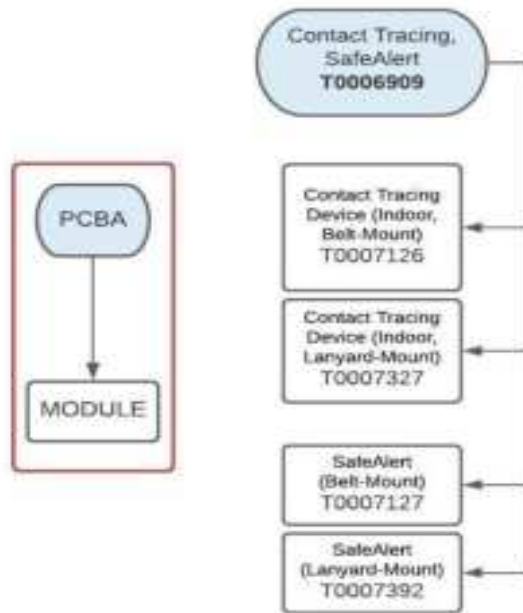 Contact Tracing,
SafeAlert
T0006909
PCBA
MODULE
Contact Tracing
Device (Indoor,
Belt-Mount)
T0007126
Contact Tracing
Device (Indoor,
Lanyard-Mount)
T0007327
SafeAlert
(Belt-Mount)
T0007127
SafeAlert
(Lanyard-Mount)
T0007392